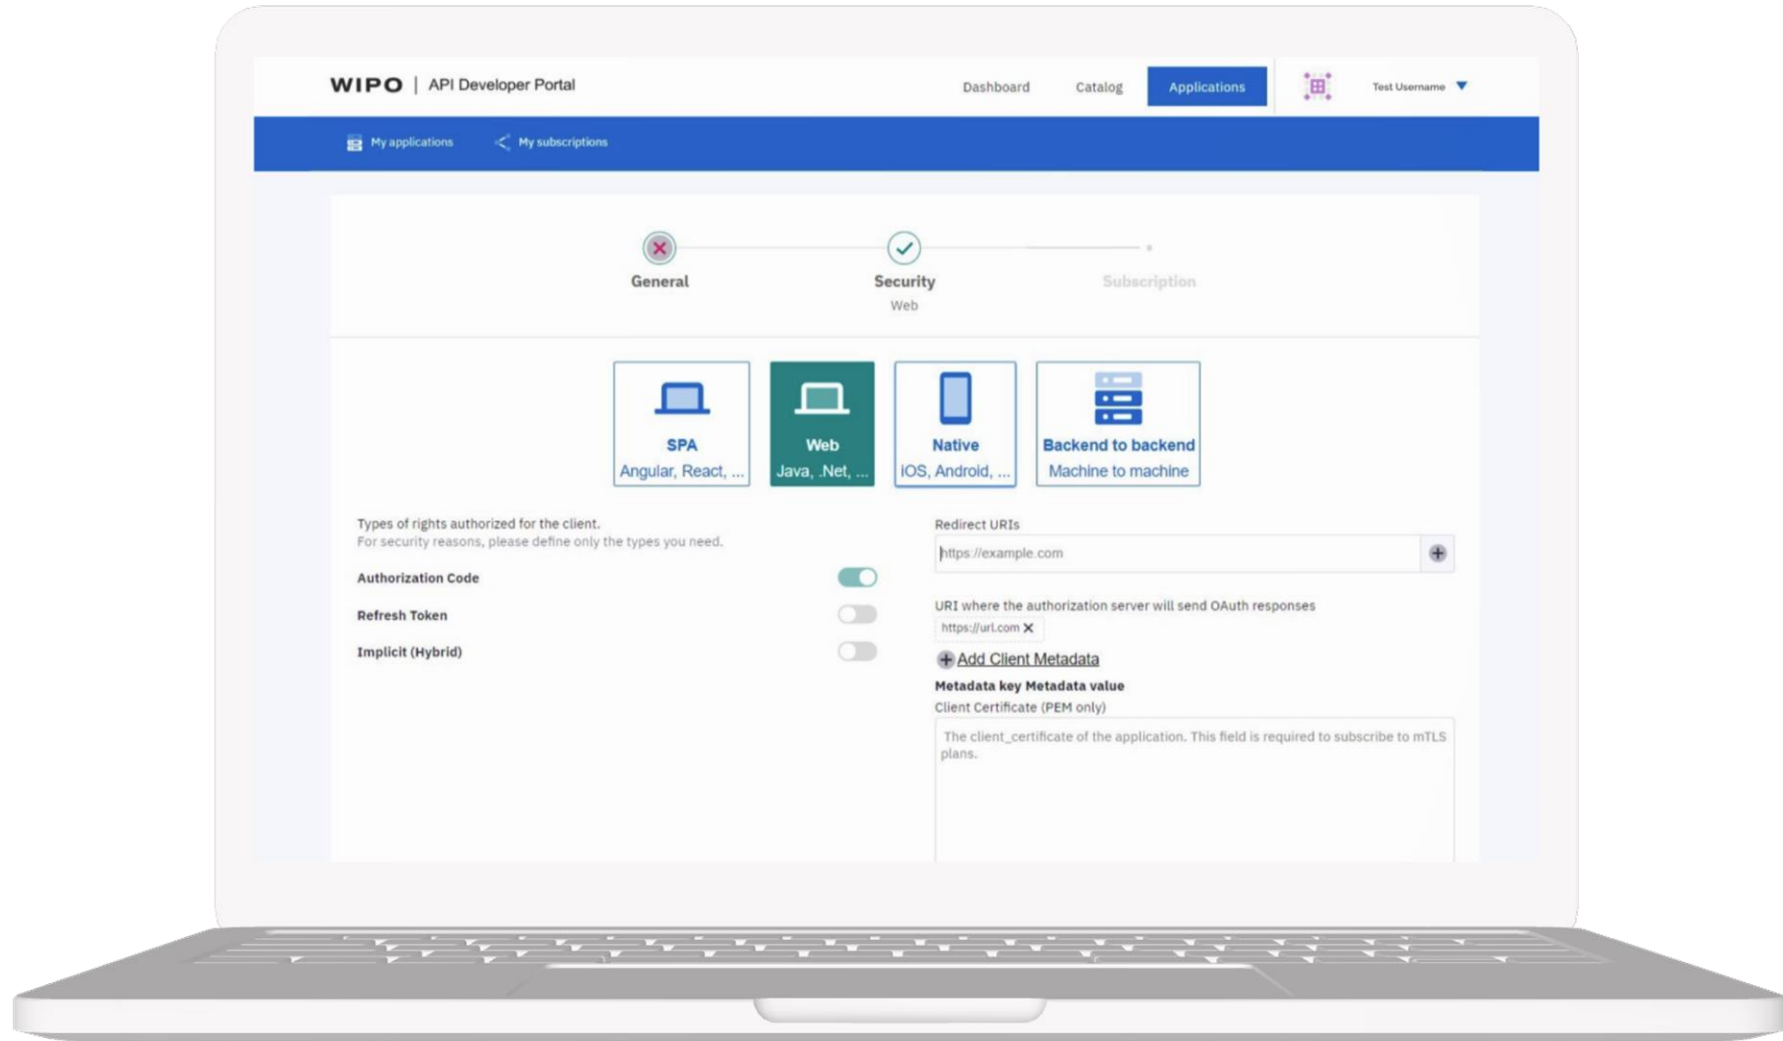 WIPO | API Developer Portal
Dashboard Catalog Applications Test Username
My applications My subscriptions
General Security Subscription
Web
SPA
Angular, React, ...
Web
Java, .Net, ...
Native
iOS, Android, ...
Backend to backend
Machine to machine
Types of rights authorized for the client.
For security reasons, please define only the types you need.
Authorization Code
Refresh Token
Implicit (Hybrid)
Redirect URIs
https://example.com
URI where the authorization server will send OAuth responses
https://url.com
Add Client Metadata
Metadata key Metadata value
Client Certificate (PEM only)
The client_certificate of the application. This field is required to subscribe to mTLS
plans.